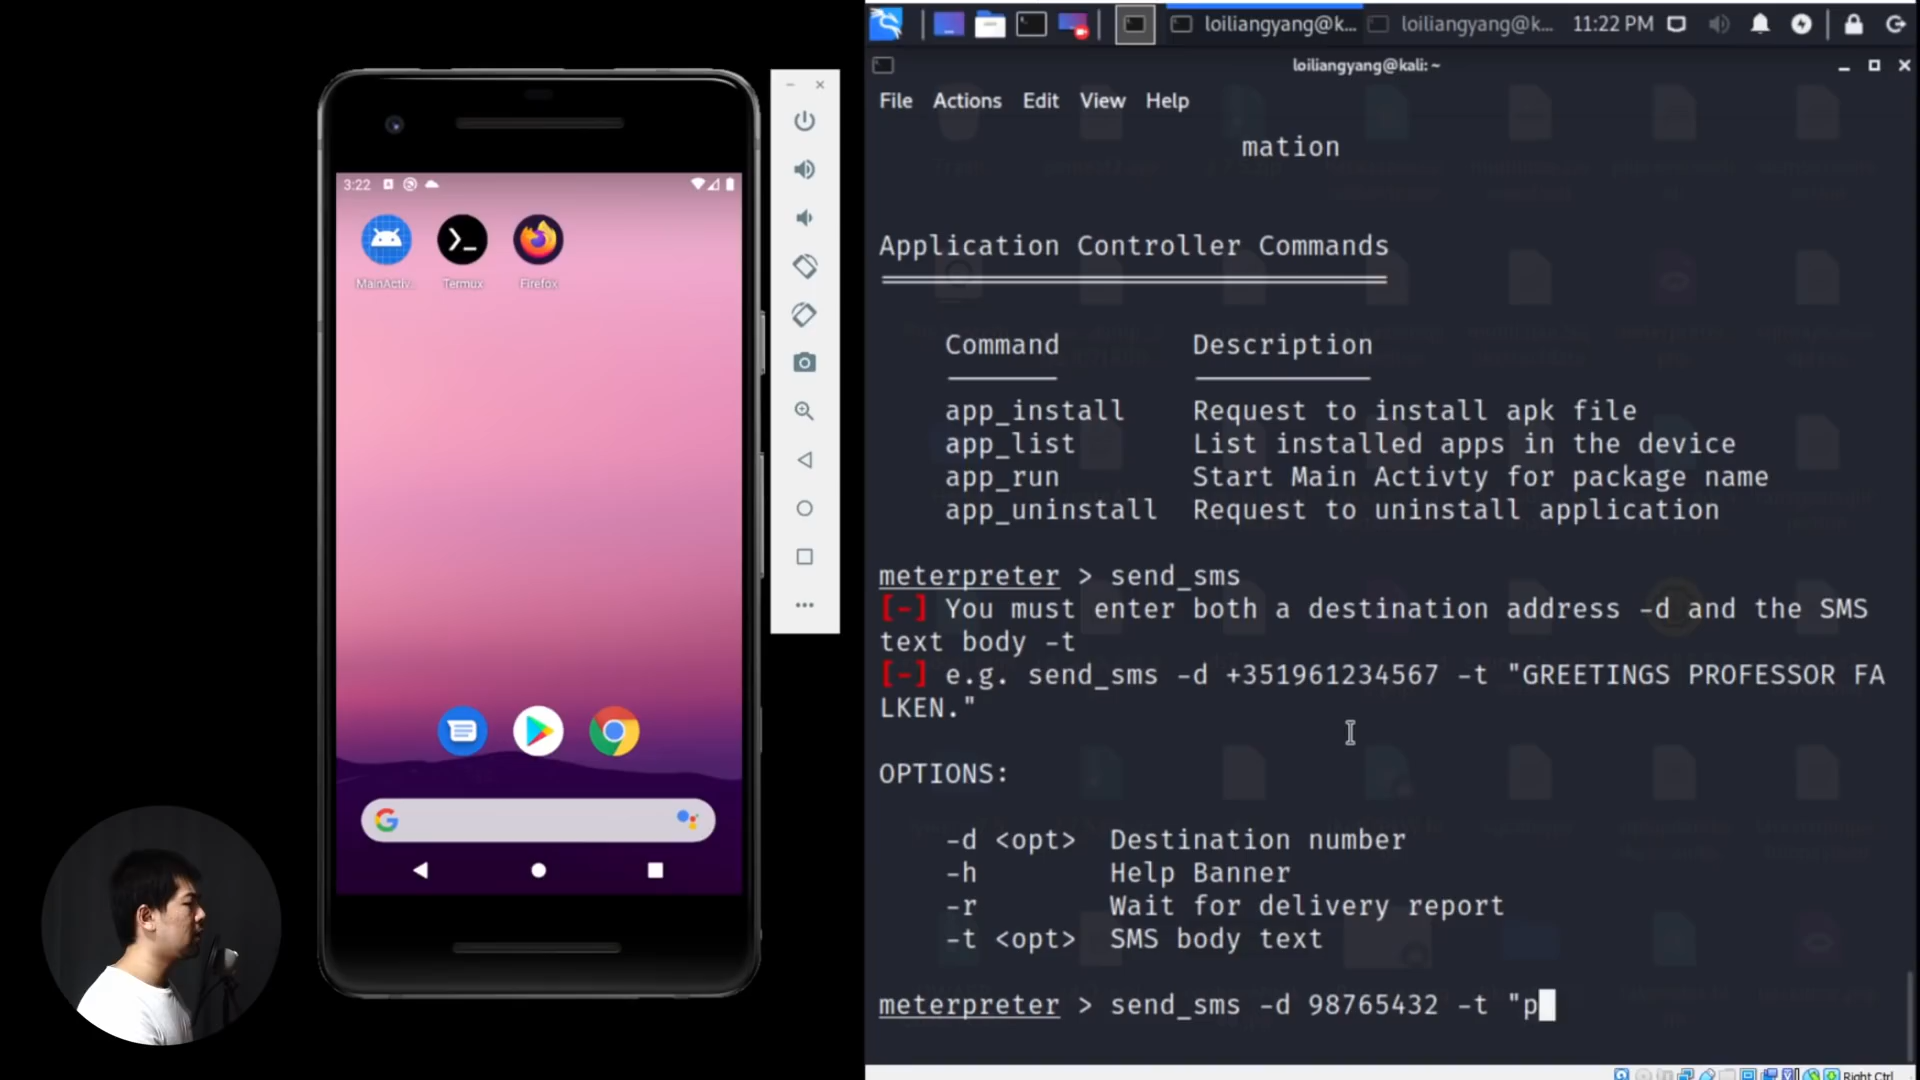 loiliangyang@k...
loiliangyang@k...
11:22 PM
loiliangyang@kali: ~
File Actions Edit View Help
mation
Application Controller Commands
Command Description
app_install Request to install apk file
app_list List installed apps in the device
app_run Start Main Activty for package name
app_uninstall Request to uninstall application
meterpreter > send_sms
[-] You must enter both a destination address -d and the SMS
text body -t
[-] e.g. send_sms -d +351961234567 -t "GREETINGS PROFESSOR FA
LKEN."
OPTIONS:
-d <opt> Destination number
-h Help Banner
-r Wait for delivery report
-t <opt> SMS body text
meterpreter > send_sms -d 98765432 -t "p
Right Ctrl
3:22
MainActiv..
Termux
Firefox